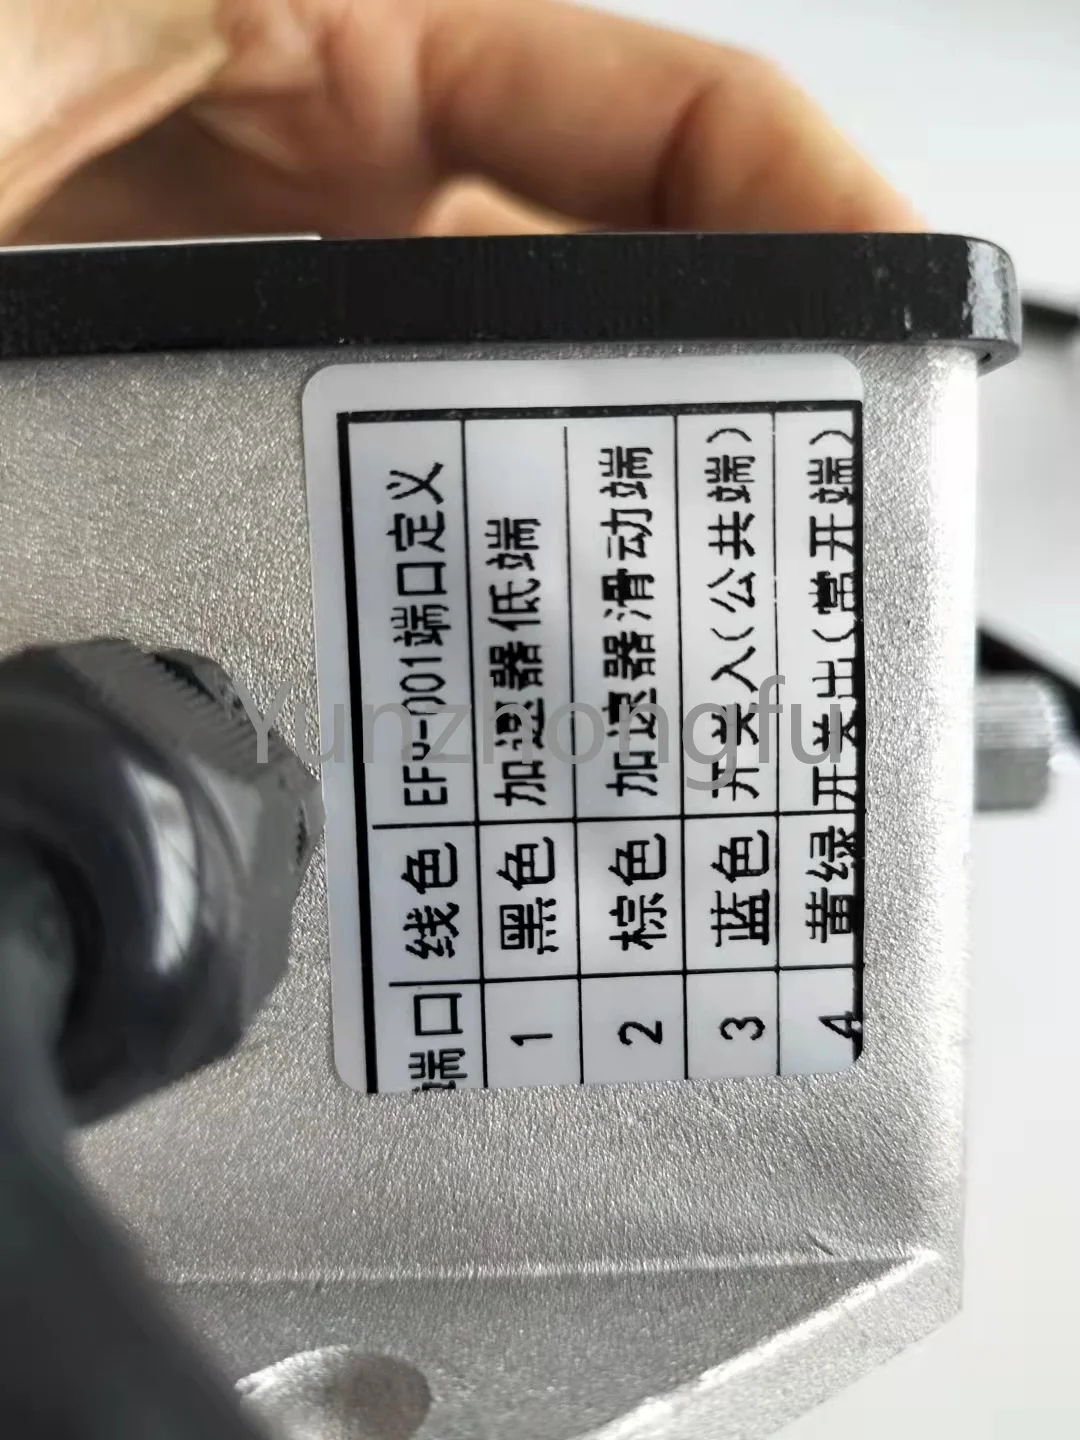 端口 线色 EFP-001端口定义
1 黑色 加速器低端
2 棕色 加速器滑动端
3 蓝色 开关入(公共端)
4 黄绿 开关出(常开端)
Yunzhongfu